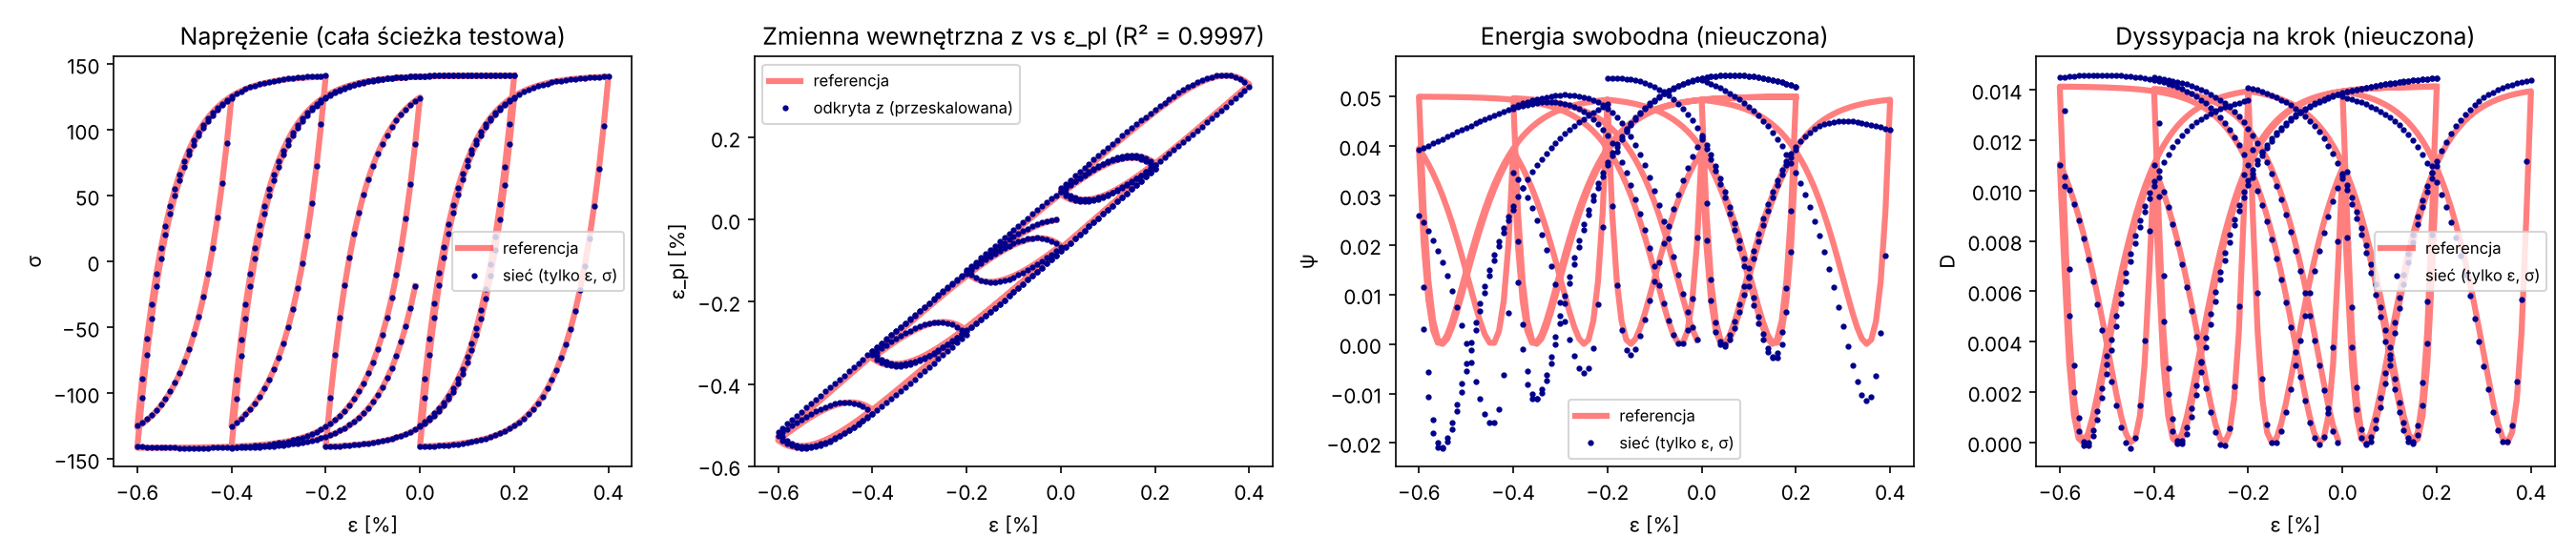 Naprężenie (cała ścieżka testowa)
150
100
50
0
−50
−100
−150
σ
−0.6
−0.4
−0.2
0.0
0.2
0.4
ε [%]
referencja
sieć (tylko ε, σ)
Zmienna wewnętrzna z vs ε_pl (R² = 0.9997)
referencja
odkryta z (przeskalowana)
0.2
0.0
−0.2
−0.4
−0.6
ε_pl [%]
−0.6
−0.4
−0.2
0.0
0.2
0.4
ε [%]
Energia swobodna (nieuczona)
0.05
0.04
0.03
0.02
0.01
0.00
−0.01
−0.02
ψ
−0.6
−0.4
−0.2
0.0
0.2
0.4
ε [%]
referencja
sieć (tylko ε, σ)
Dyssypacja na krok (nieuczona)
0.014
0.012
0.010
0.008
0.006
0.004
0.002
0.000
D
−0.6
−0.4
−0.2
0.0
0.2
0.4
ε [%]
referencja
sieć (tylko ε, σ)